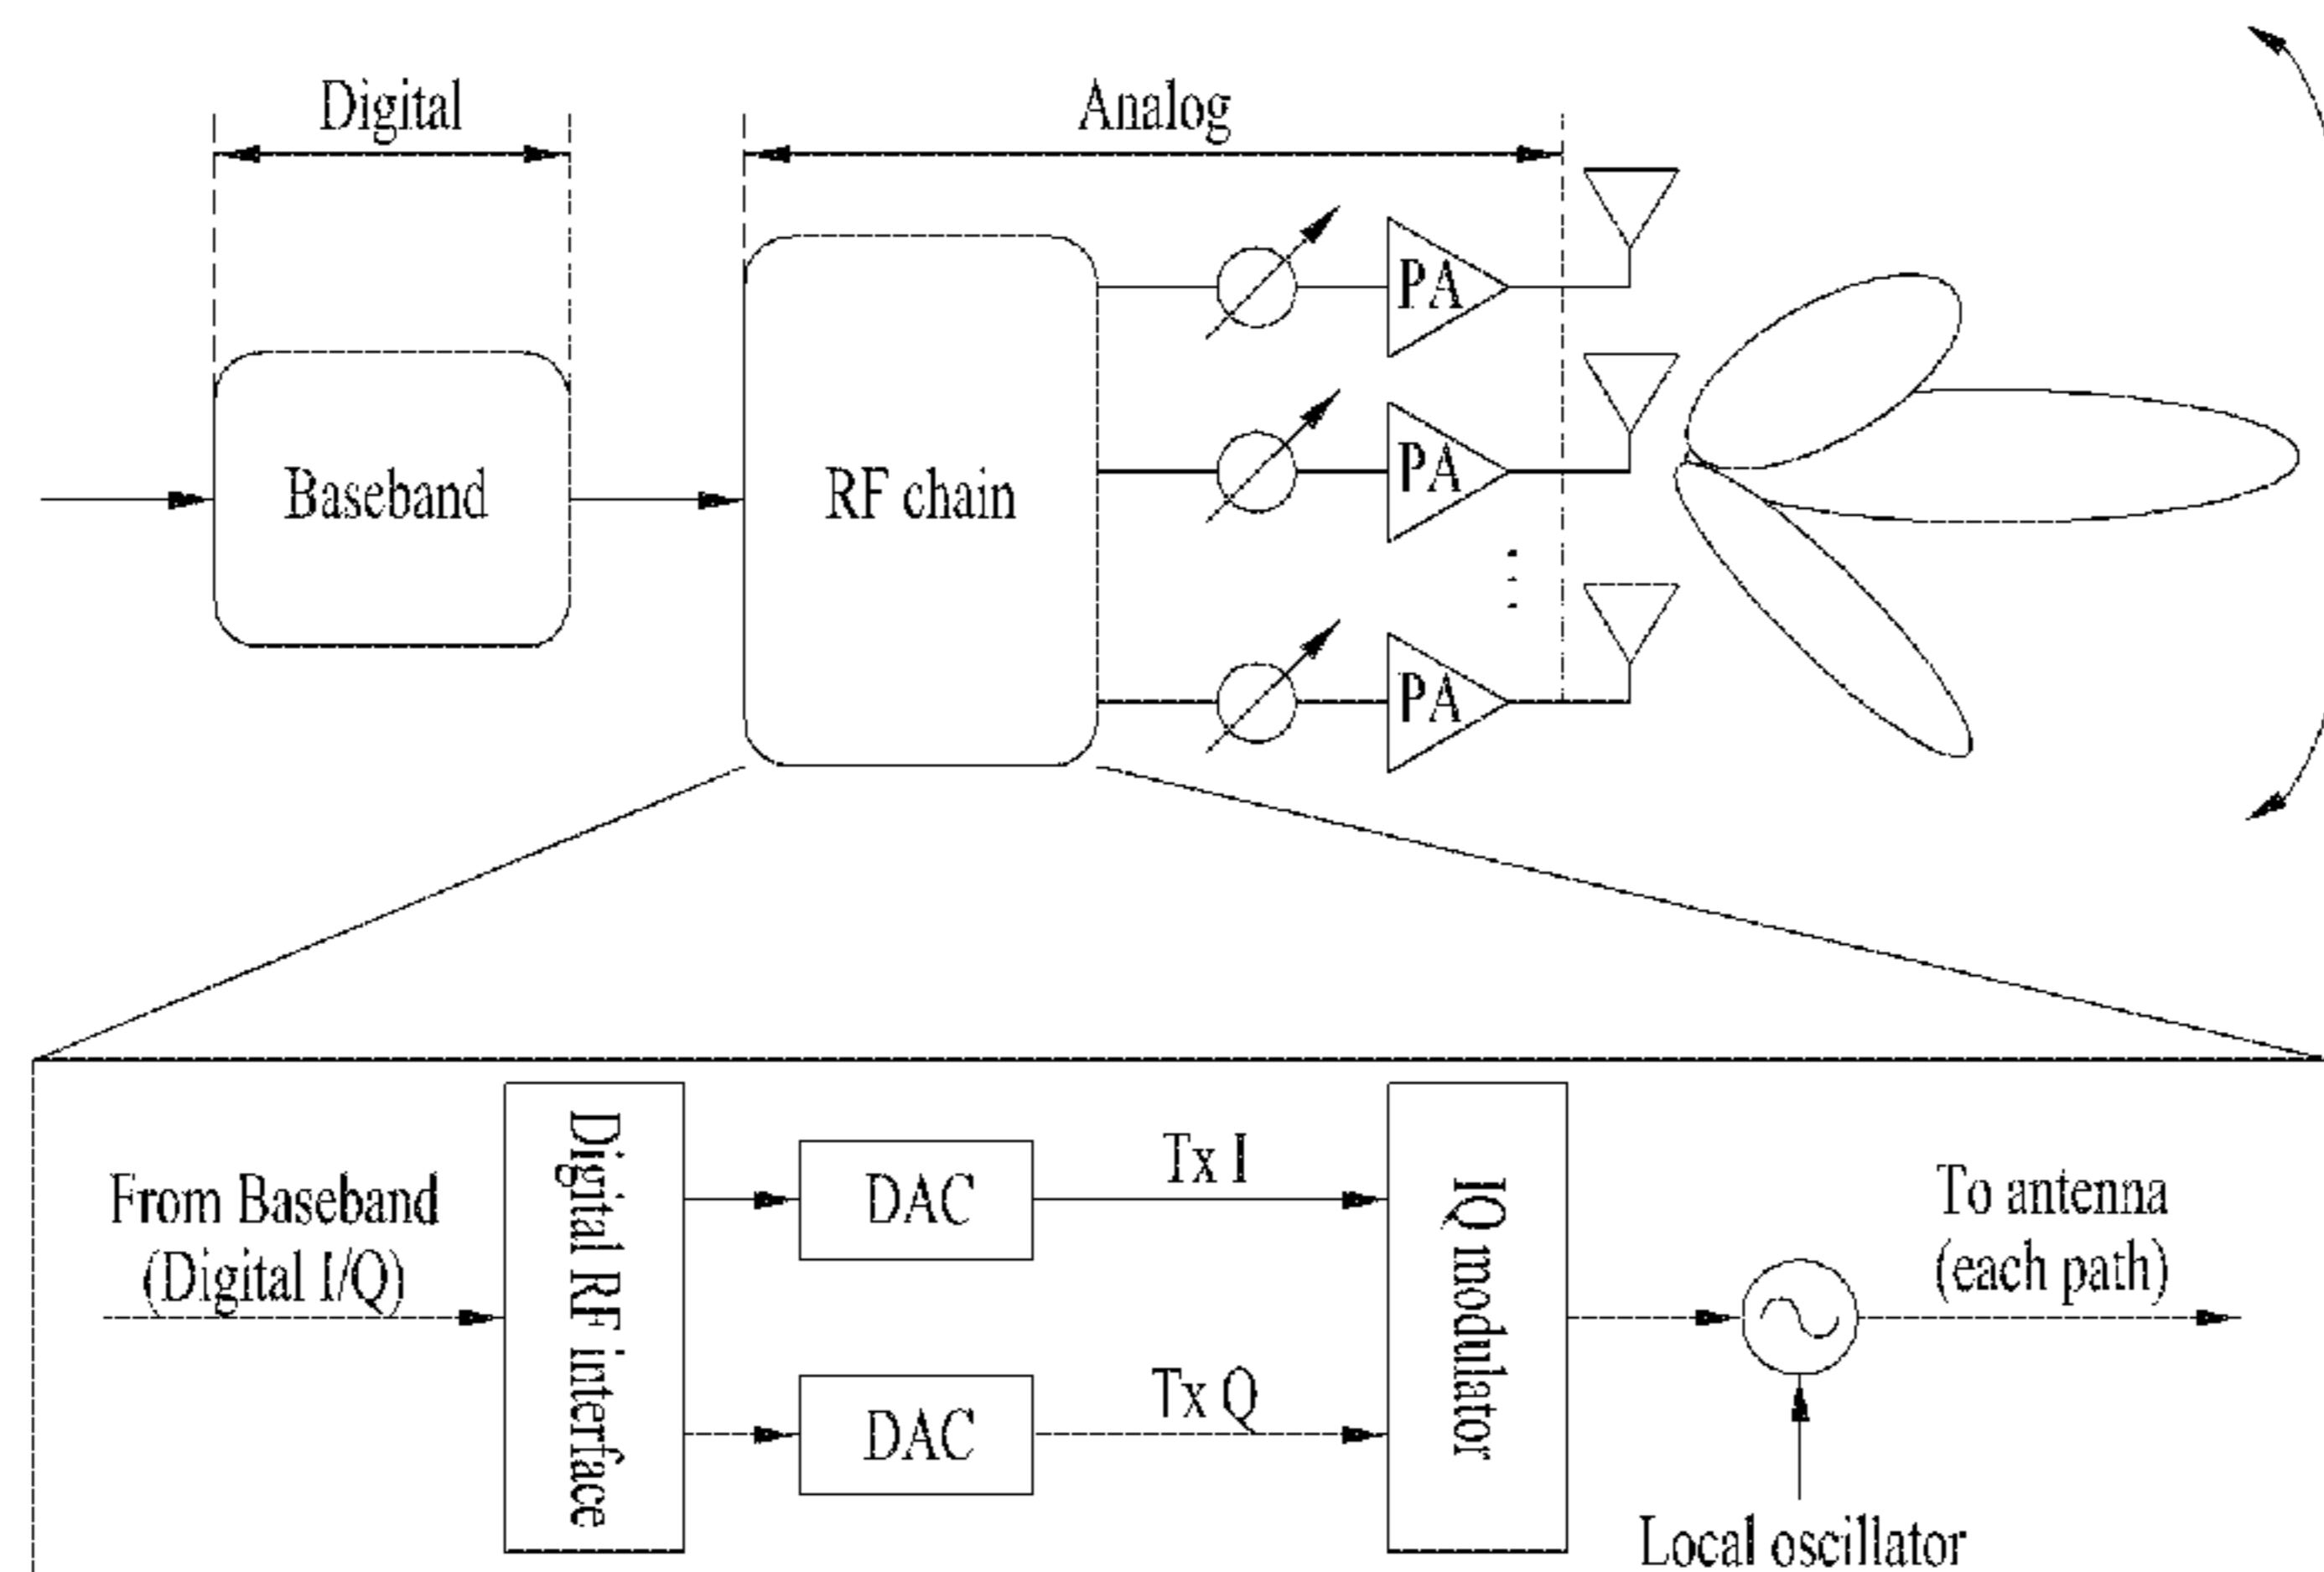 Digital
Analog
PA
Baseband
RF chain
PA
PA
From Baseband
(Digital I/Q)
Digital RF interface
DAC
Tx I
DAC
Tx Q
IQ modulator
To antenna
(each path)
Local oscillator